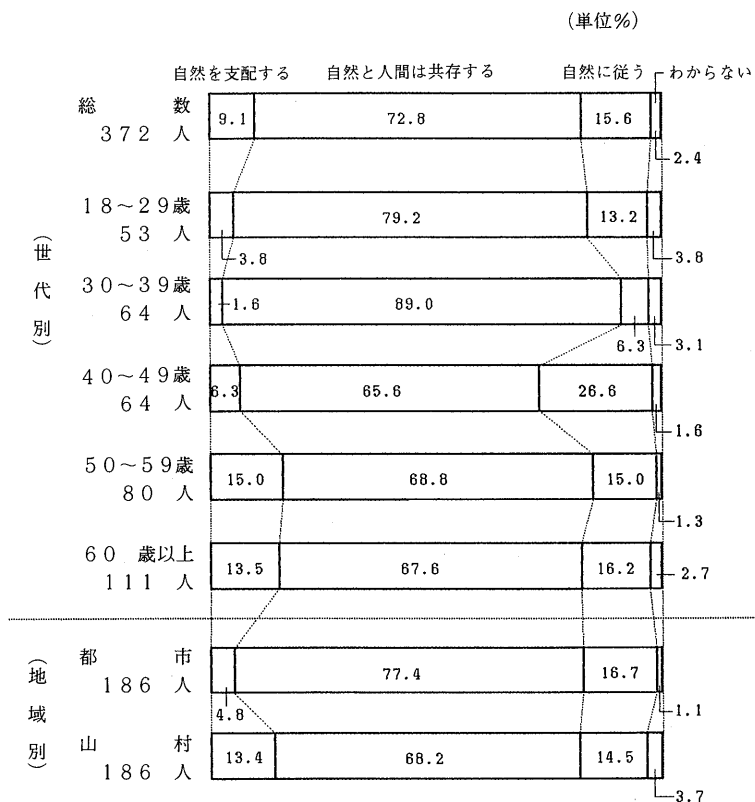 (単位%)
自然を支配する 自然と人間は共存する 自然に従う わからない
総数
372人
9.1 72.8 15.6 2.4
(世代別)
18~29歳
53人
3.8 79.2 13.2 3.8
30~39歳
64人
1.6 89.0 6.3 3.1
40~49歳
64人
6.3 65.6 26.6 1.6
50~59歳
80人
15.0 68.8 15.0 1.3
60歳以上
111人
13.5 67.6 16.2 2.7
(地域別)
都市
186人
4.8 77.4 16.7 1.1
山村
186人
13.4 68.2 14.5 3.7